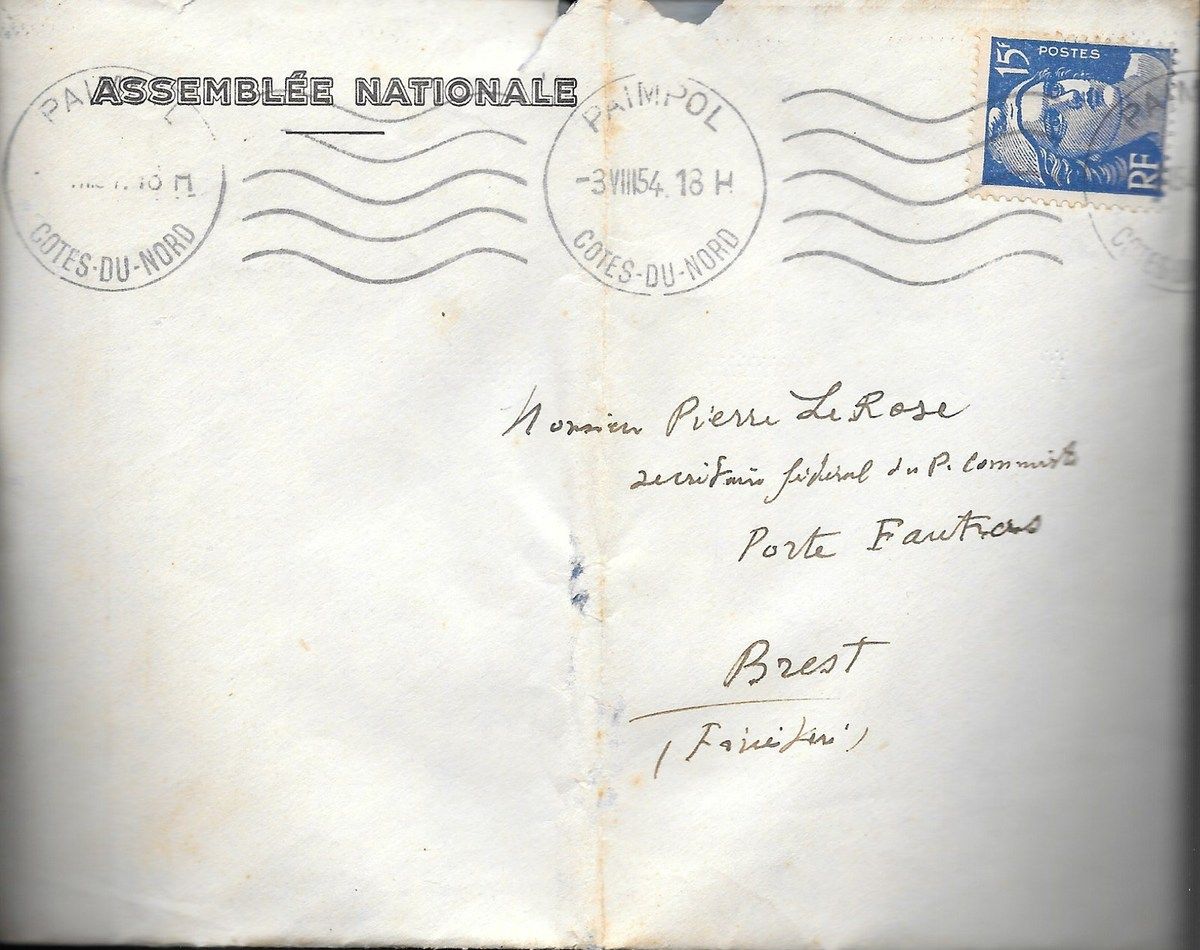 ASSEMBLÉE NATIONALE
PAIMPOL
-3 VIII 54. 18 H
COTES-DU-NORD
18 H
COTES-DU-NORD
15F POSTES
RF
Monsieur Pierre Le Rose
secrétaire fédéral du P. Communiste
Porte Fautras
Brest
(Finistère)